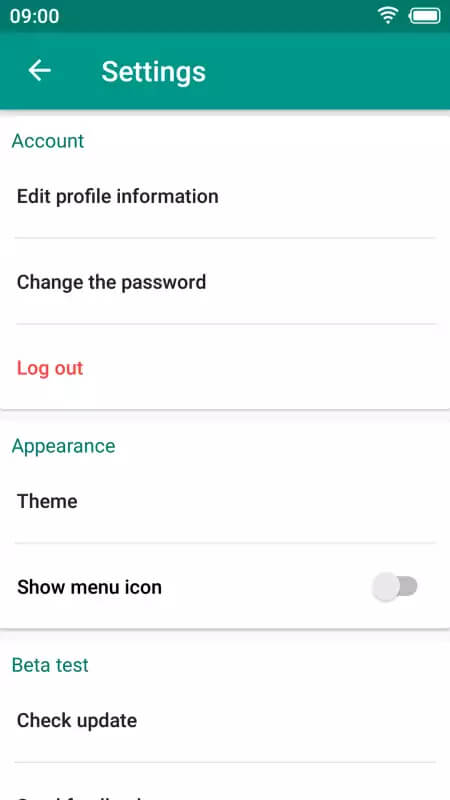 09:00
Settings
Account
Edit profile information
Change the password
Log out
Appearance
Theme
Show menu icon
Beta test
Check update